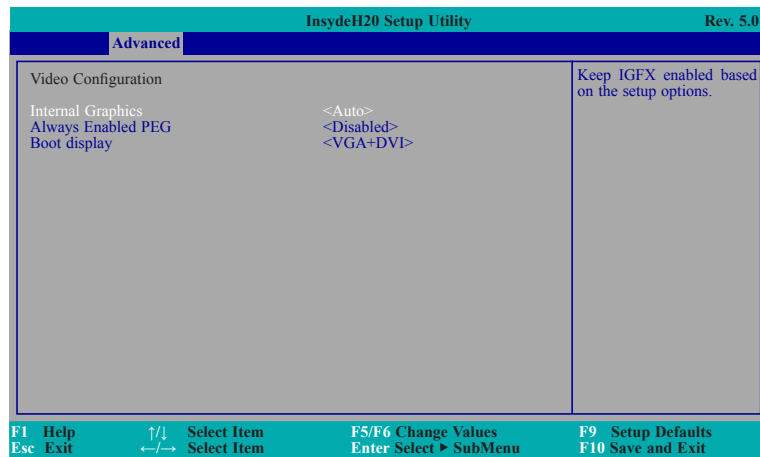 InsydeH20 Setup Utility Rev. 5.0
Advanced
Video Configuration
Internal Graphics <Auto>
Always Enabled PEG <Disabled>
Boot display <VGA+DVI>
Keep IGFX enabled based
on the setup options.
F1 Help ↑/↓ Select Item F5/F6 Change Values F9 Setup Defaults
Esc Exit ←/→ Select Item Enter Select ▶ SubMenu F10 Save and Exit